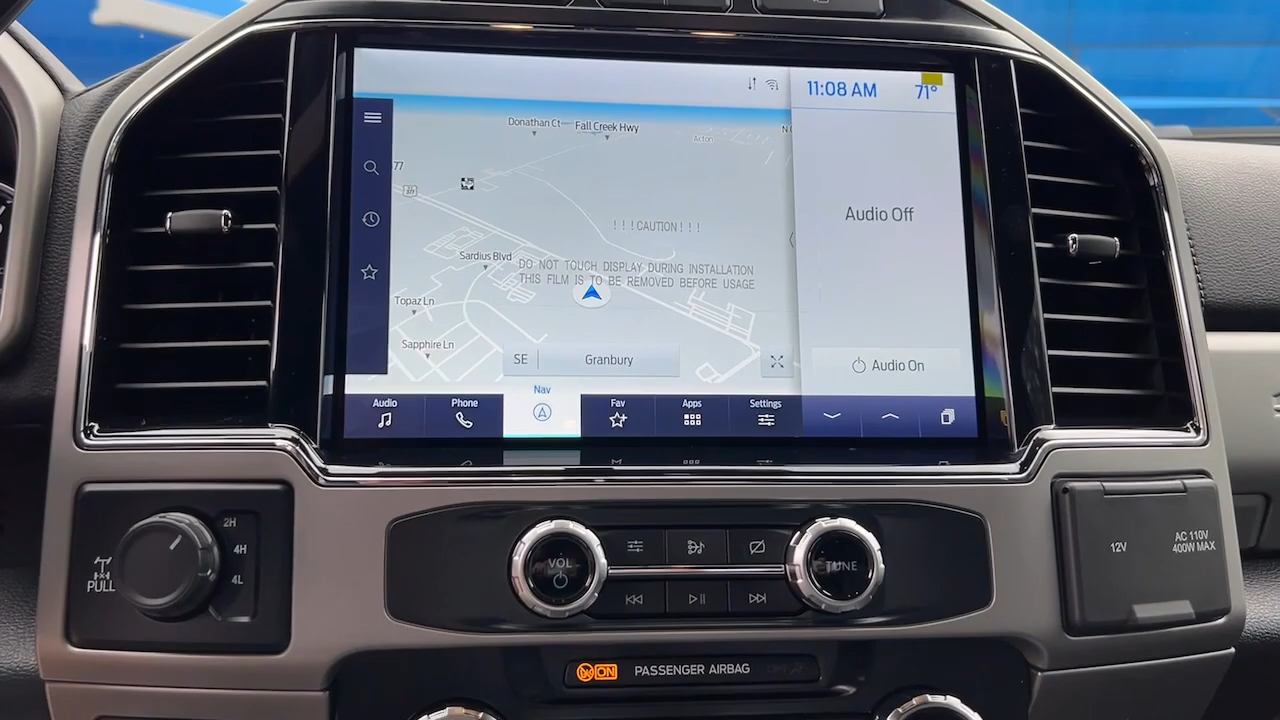 11:08 AM
71°
Donathan Ct
Fall Creek Hwy
Acton
77
377
Sardius Blvd
Topaz Ln
Sapphire Ln
! ! ! CAUTION ! ! !
DO NOT TOUCH DISPLAY DURING INSTALLATION
THIS FILM IS TO BE REMOVED BEFORE USAGE
Audio Off
SE
Granbury
Audio On
Audio
Phone
Nav
Fav
Apps
Settings
2H
4H
4L
PULL
VOL
TUNE
12V
AC 110V
400W MAX
ON
PASSENGER AIRBAG